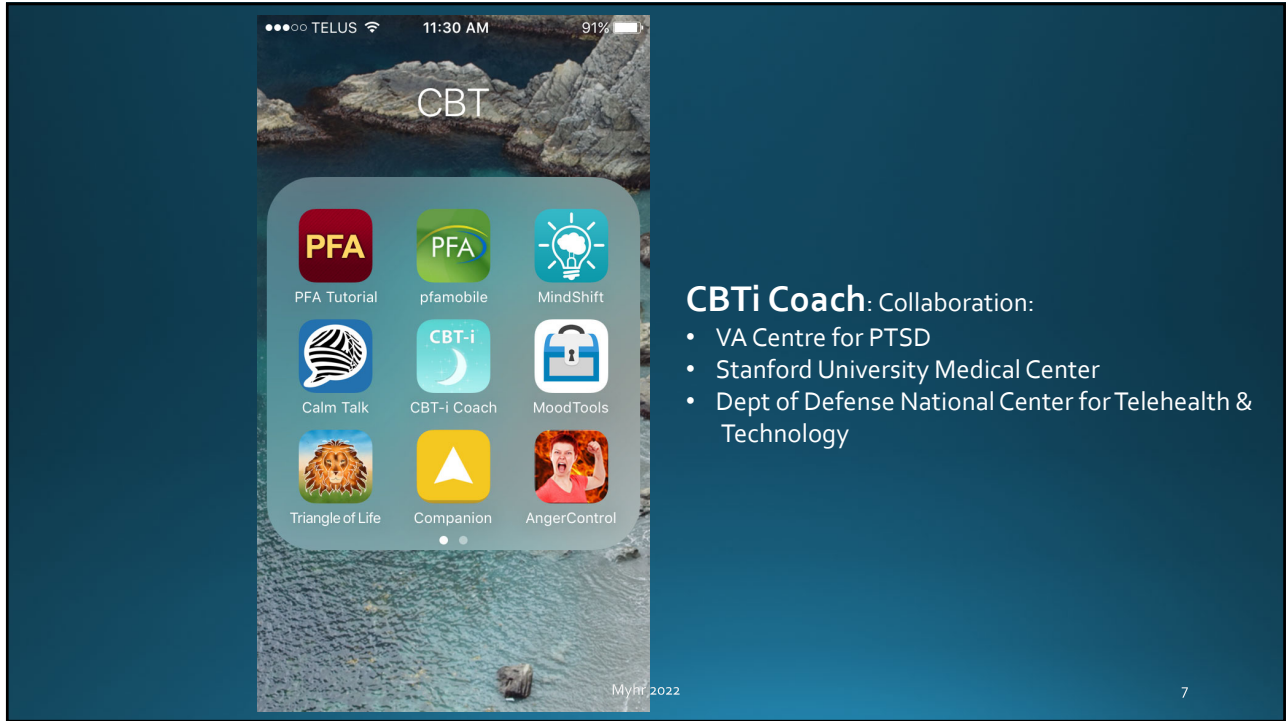 TELUS 11:30 AM 91%
CBT
PFA PFA
PFA Tutorial pfamobile MindShift
CBT-i
Calm Talk CBT-i Coach MoodTools
Triangle of Life Companion AngerControl
CBTi Coach: Collaboration:
• VA Centre for PTSD
• Stanford University Medical Center
• Dept of Defense National Center for Telehealth &
Technology
Myhr 2022
7